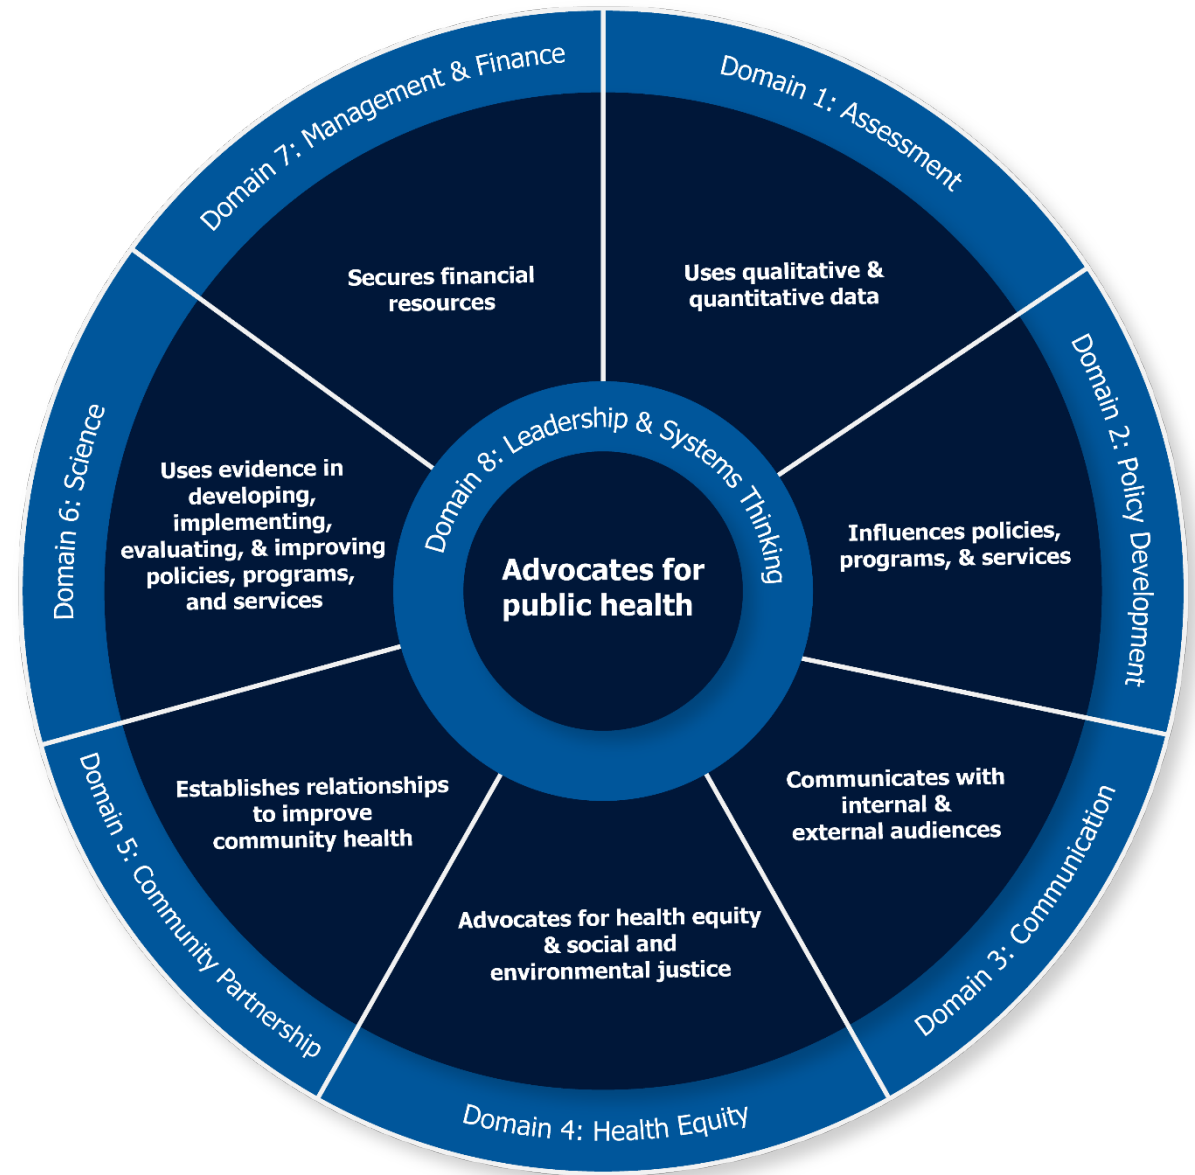 Domain 1: Assessment
Uses qualitative &
quantitative data
Domain 2: Policy Development
Influences policies,
programs, & services
Domain 3: Communication
Communicates with
internal &
external audiences
Domain 4: Health Equity
Advocates for health equity
& social and
environmental justice
Domain 5: Community Partnership
Establishes relationships
to improve
community health
Domain 6: Science
Uses evidence in
developing,
implementing,
evaluating, & improving
policies, programs,
and services
Domain 7: Management & Finance
Secures financial
resources
Domain 8: Leadership & Systems Thinking
Advocates for
public health